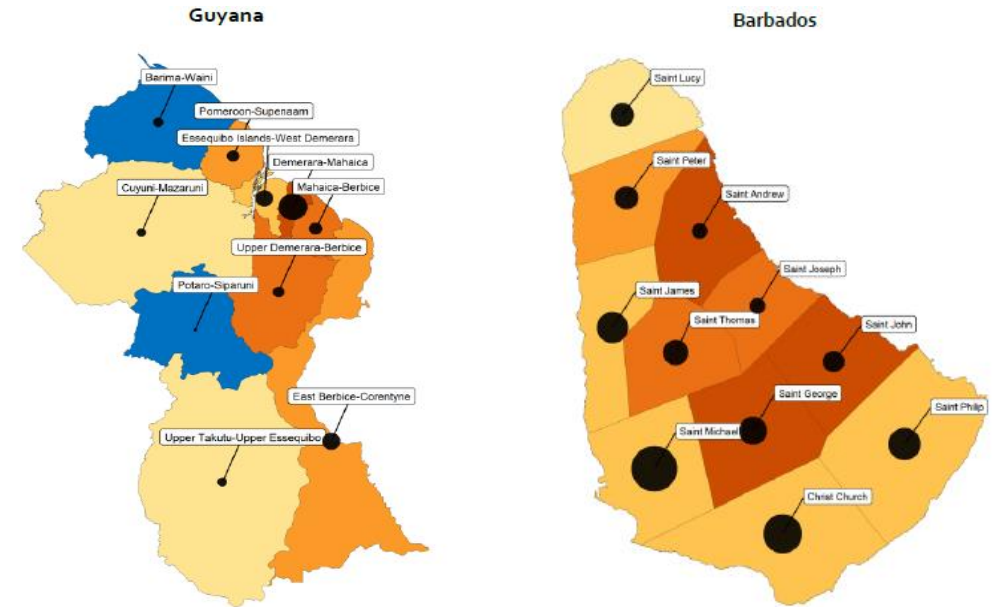 Guyana
Barbados
Barima-Waini
Pomeroon-Supenaam
Essequibo Islands-West Demerara
Demerara-Mahaica
Mahaica-Berbice
Cuyuni-Mazaruni
Upper Demerara-Berbice
Potaro-Siparuni
East Berbice-Corentyne
Upper Takutu-Upper Essequibo
Saint Lucy
Saint Peter
Saint Andrew
Saint Joseph
Saint James
Saint Thomas
Saint John
Saint George
Saint Philip
Saint Michael
Christ Church